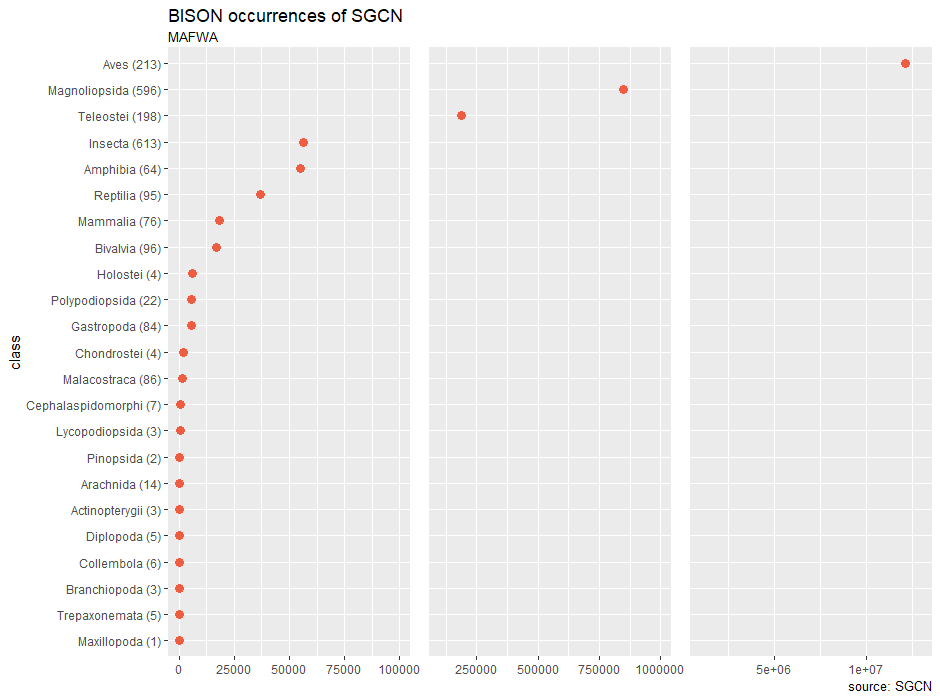 BISON occurrences of SGCN
MAFWA
class
Aves (213)
Magnoliopsida (596)
Teleostei (198)
Insecta (613)
Amphibia (64)
Reptilia (95)
Mammalia (76)
Bivalvia (96)
Holostei (4)
Polypodiopsida (22)
Gastropoda (84)
Chondrostei (4)
Malacostraca (86)
Cephalaspidomorphi (7)
Lycopodiopsida (3)
Pinopsida (2)
Arachnida (14)
Actinopterygii (3)
Diplopoda (5)
Collembola (6)
Branchiopoda (3)
Trepaxonemata (5)
Maxillopoda (1)
0 25000 50000 75000 100000 250000 500000 750000 1000000 5e+06 1e+07
source: SGCN